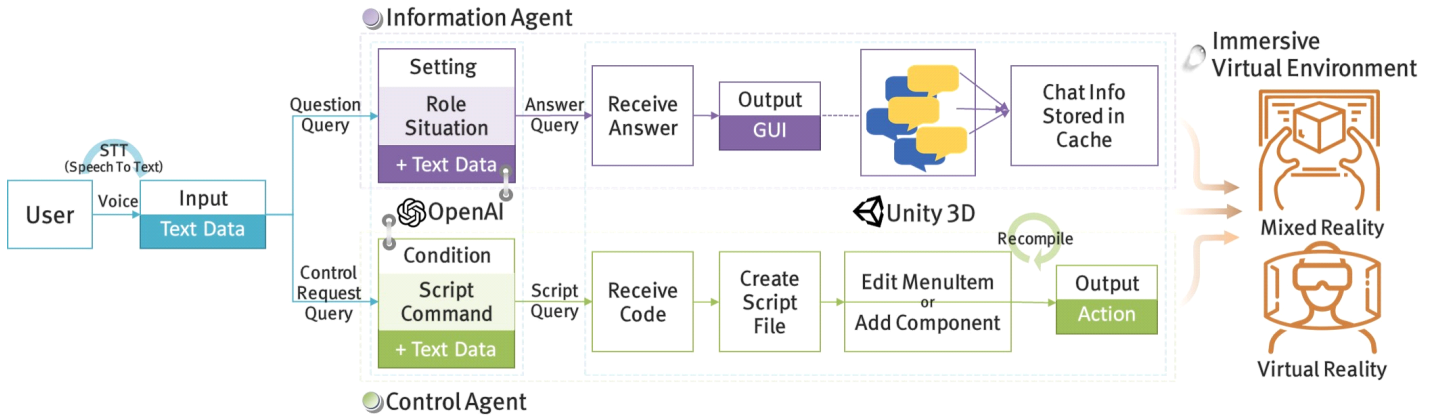 Information Agent
Immersive
Virtual Environment
STT
(Speech To Text)
User
Voice
Input
Text Data
Question
Query
Setting
Role
Situation
+ Text Data
Answer
Query
Receive
Answer
Output
GUI
Chat Info
Stored in
Cache
OpenAI
Unity 3D
Mixed Reality
Control
Request
Query
Condition
Script
Command
+ Text Data
Script
Query
Receive
Code
Create
Script
File
Edit MenuItem
or
Add Component
Recompile
Output
Action
Virtual Reality
Control Agent